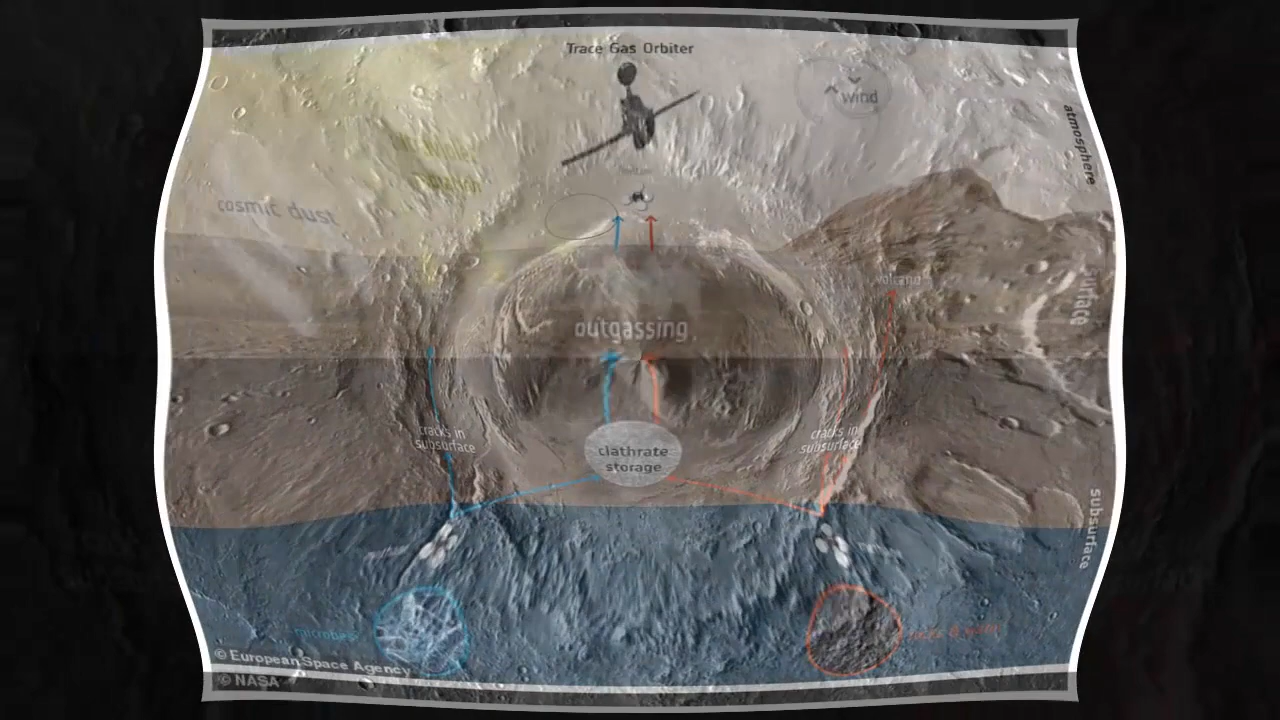 Trace Gas Orbiter
wind
atmosphere
cosmic dust
volcano
surface
outgassing
cracks in
subsurface
clathrate
storage
cracks in
subsurface
subsurface
microbes
© European Space Agency
© NASA